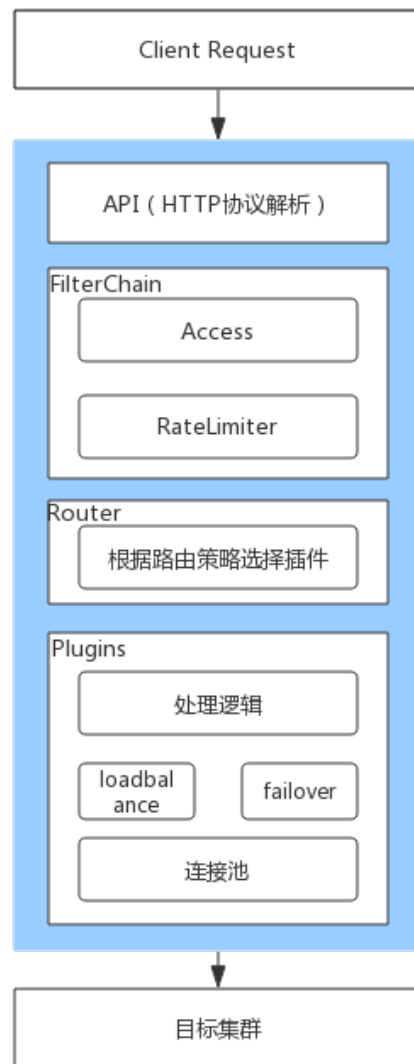 Client Request
API（HTTP协议解析）
FilterChain
Access
RateLimiter
Router
根据路由策略选择插件
Plugins
处理逻辑
loadbal
ance
failover
连接池
目标集群